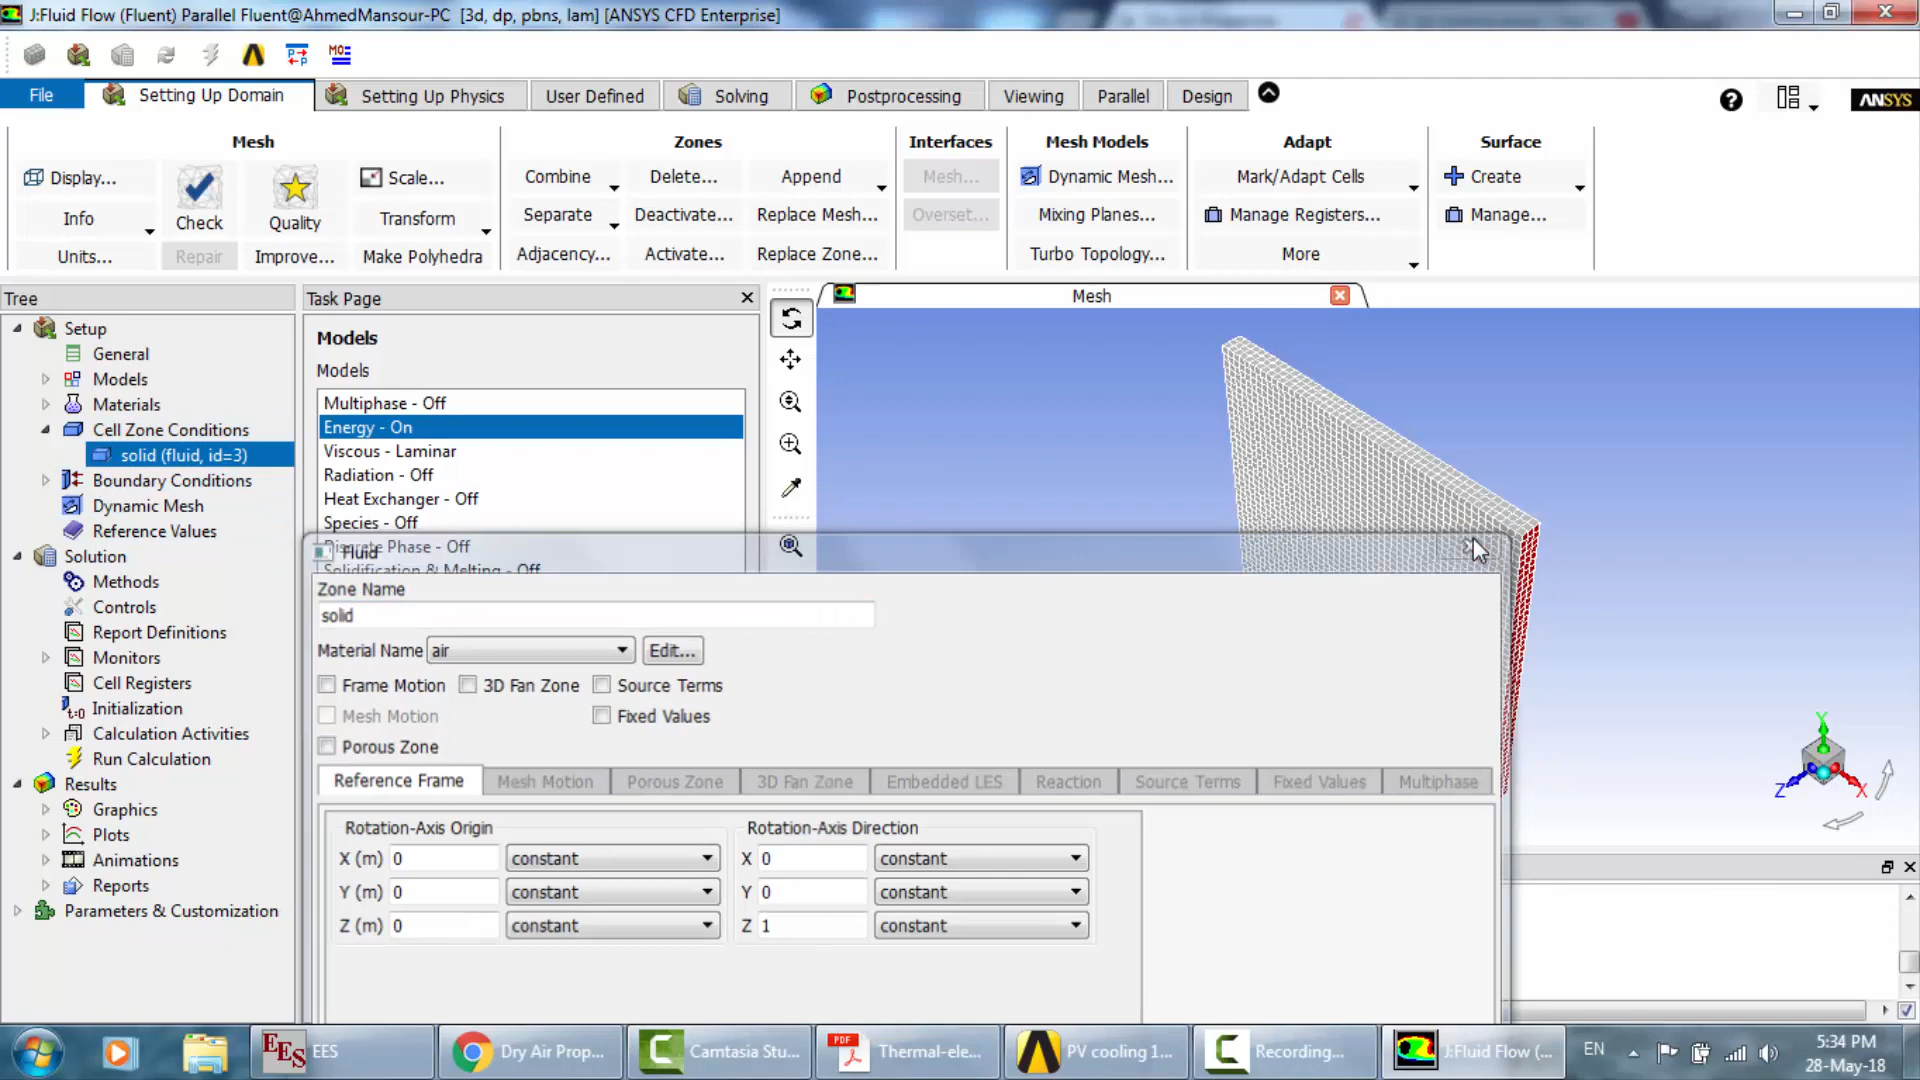 J:Fluid Flow (Fluent) Parallel Fluent@AhmedMansour-PC [3d, dp, pbns, lam] [ANSYS CFD Enterprise]
File
Setting Up Domain
Setting Up Physics
User Defined
Solving
Postprocessing
Viewing
Parallel
Design
ANSYS
Mesh
Zones
Interfaces
Mesh Models
Adapt
Surface
Display...
Scale...
Combine
Delete...
Append
Mesh...
Dynamic Mesh...
Mark/Adapt Cells
Create
Info
Check
Quality
Transform
Separate
Deactivate...
Replace Mesh...
Overset...
Mixing Planes...
Manage Registers...
Manage...
Units...
Repair
Improve...
Make Polyhedra
Adjacency...
Activate...
Replace Zone...
Turbo Topology...
More
Tree
Setup
General
Models
Materials
Cell Zone Conditions
solid (fluid, id=3)
Boundary Conditions
Dynamic Mesh
Reference Values
Solution
Methods
Controls
Report Definitions
Monitors
Cell Registers
Initialization
Calculation Activities
Run Calculation
Results
Graphics
Plots
Animations
Reports
Parameters & Customization
Task Page
Models
Models
Multiphase - Off
Energy - On
Viscous - Laminar
Radiation - Off
Heat Exchanger - Off
Species - Off
Discrete Phase - Off
Solidification & Melting - Off
Mesh
Y
Z
X
Fluid
Zone Name
solid
Material Name air Edit...
Frame Motion 3D Fan Zone Source Terms
Mesh Motion Fixed Values
Porous Zone
Reference Frame Mesh Motion Porous Zone 3D Fan Zone Embedded LES Reaction Source Terms Fixed Values Multiphase
Rotation-Axis Origin Rotation-Axis Direction
X (m) 0 constant X 0 constant
Y (m) 0 constant Y 0 constant
Z (m) 0 constant Z 1 constant
EES
EES
Dry Air Prop...
Camtasia Stu...
PDF
Thermal-ele...
PV cooling 1...
Recording...
J:Fluid Flow (...
EN
5:34 PM
28-May-18